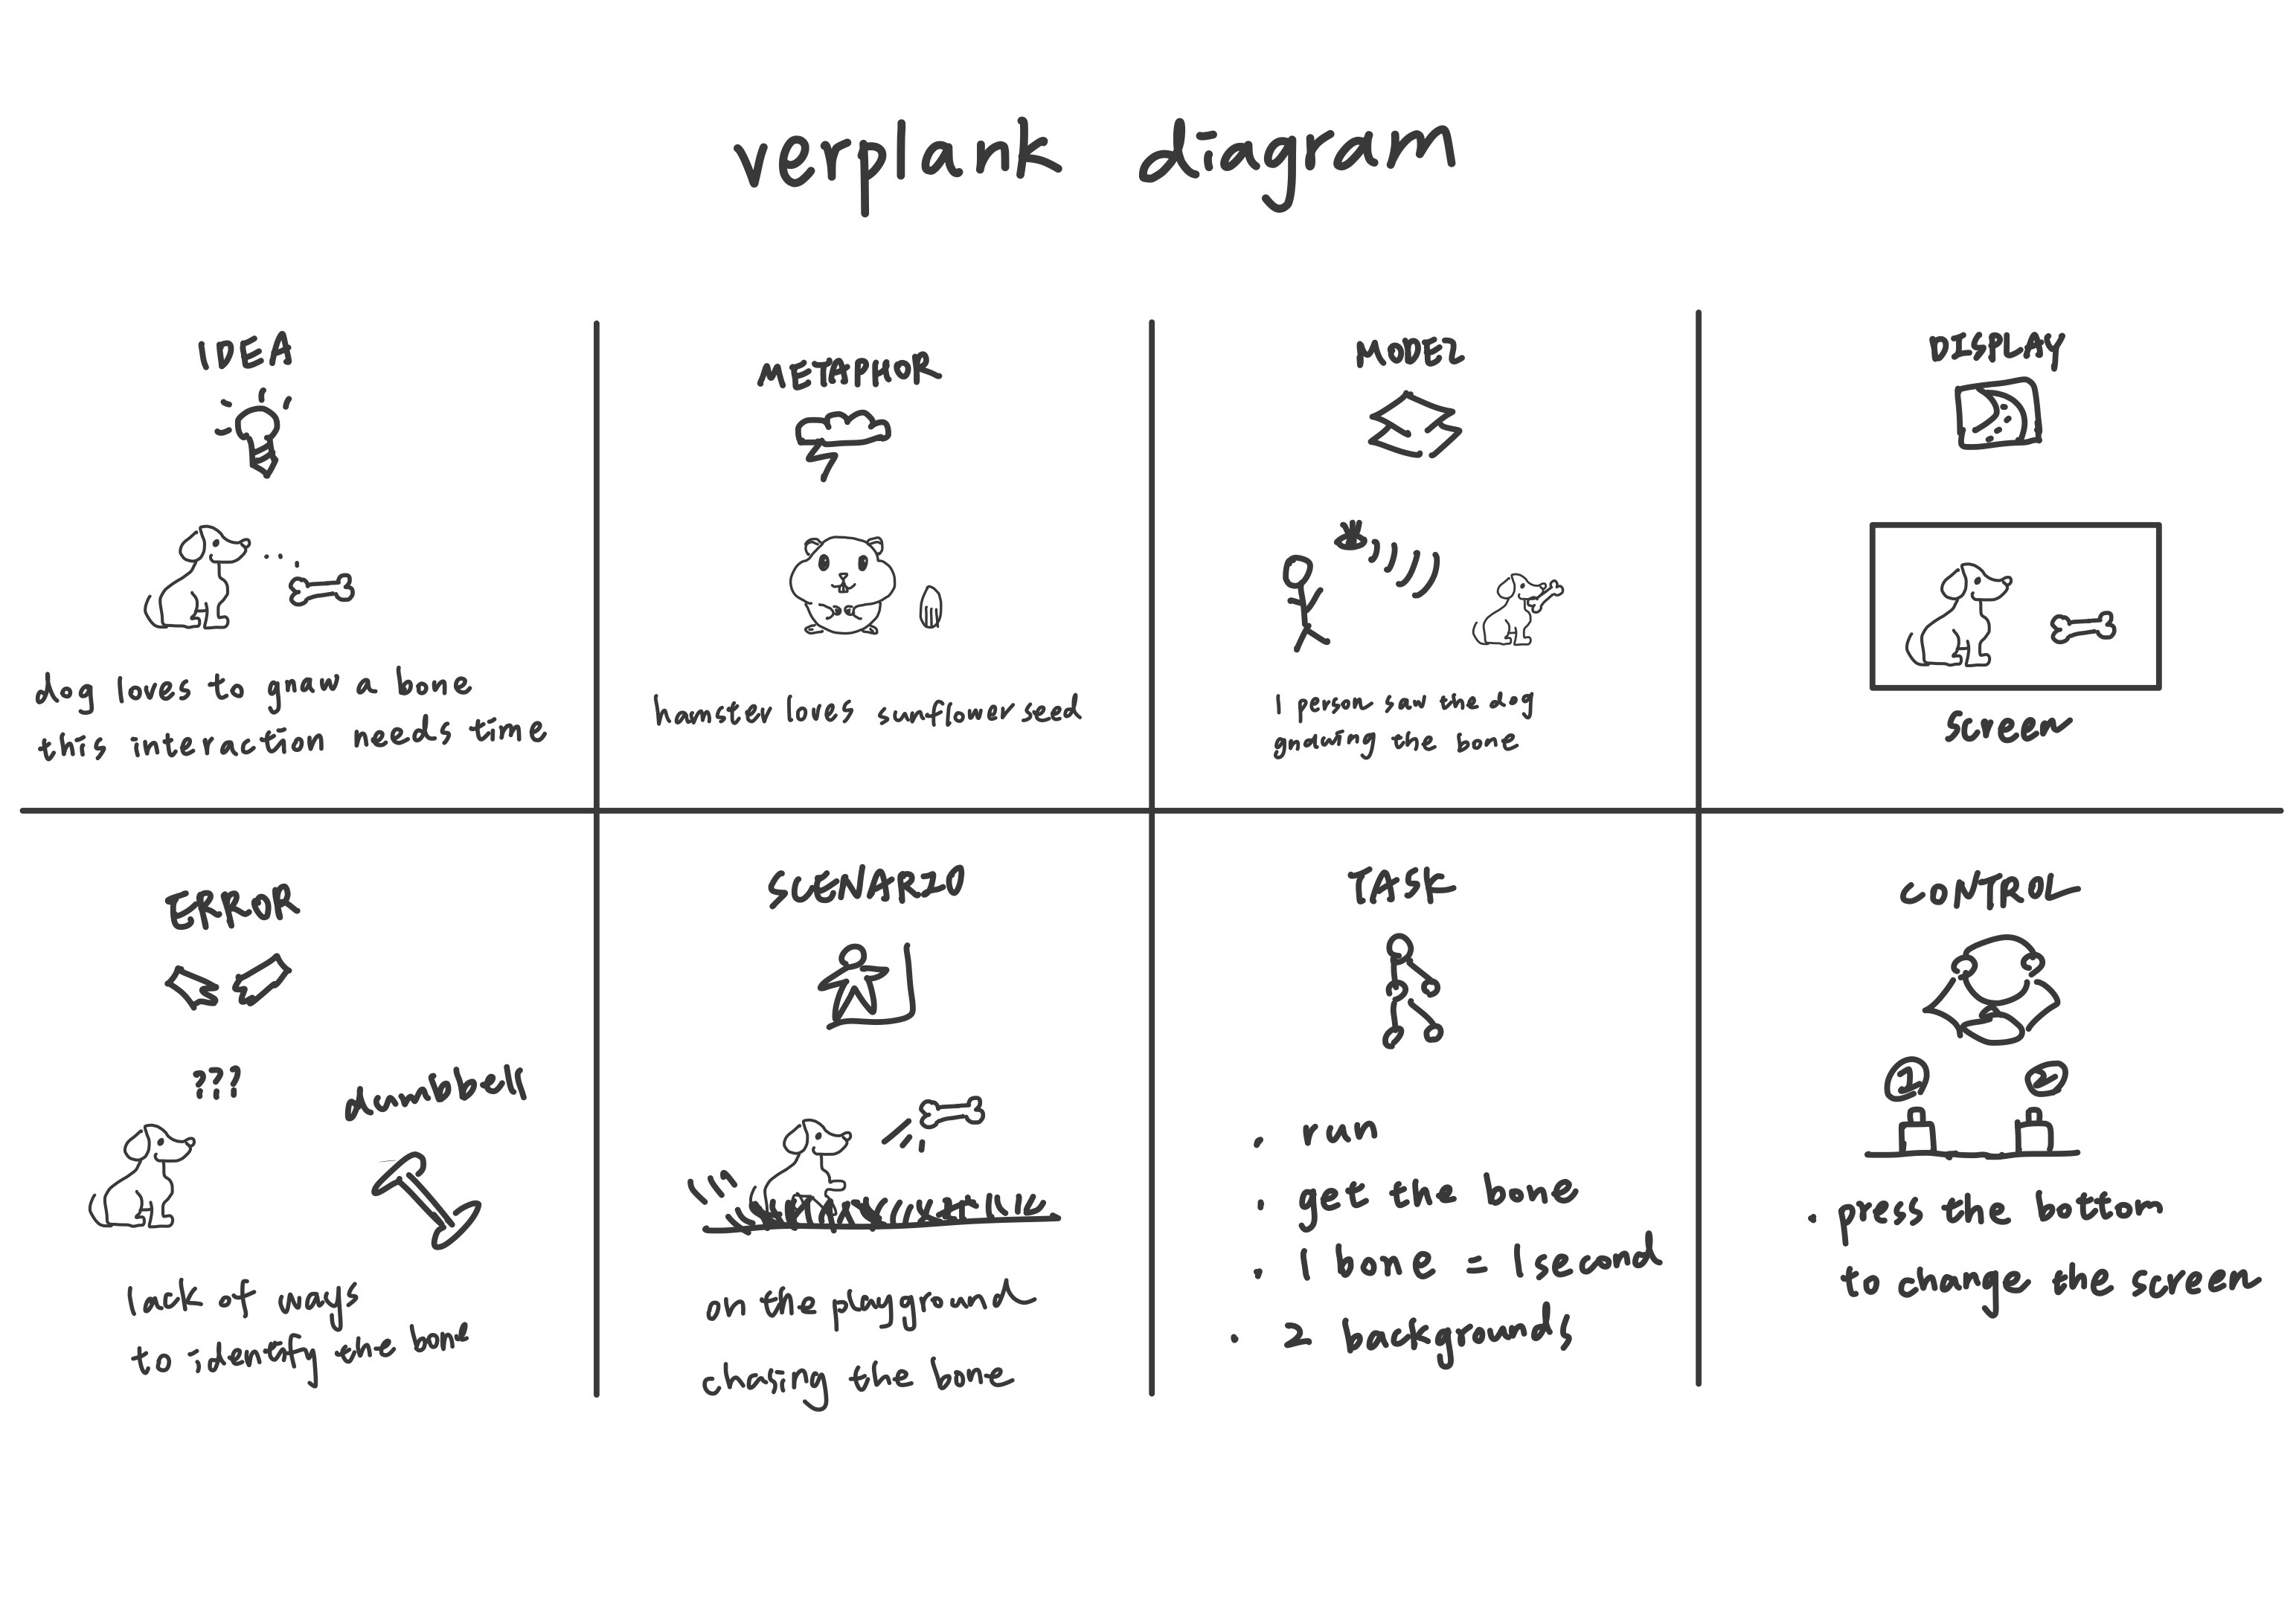 verplank diagram
IDEA
dog loves to gnaw a bone
this interaction needs time
METAPHOR
hamster loves sunflower seed
MODEL
1 person saw the dog
gnawing the bone
DISPLAY
screen
ERROR
???
dumbbell
lack of ways
to identify the bone
SCENARIO
on the playground
chasing the bone
TASK
· run
· get the bone
· 1 bone = 1 second
· 2 backgrounds
CONTROL
1 2
· press the bottom
to change the screen